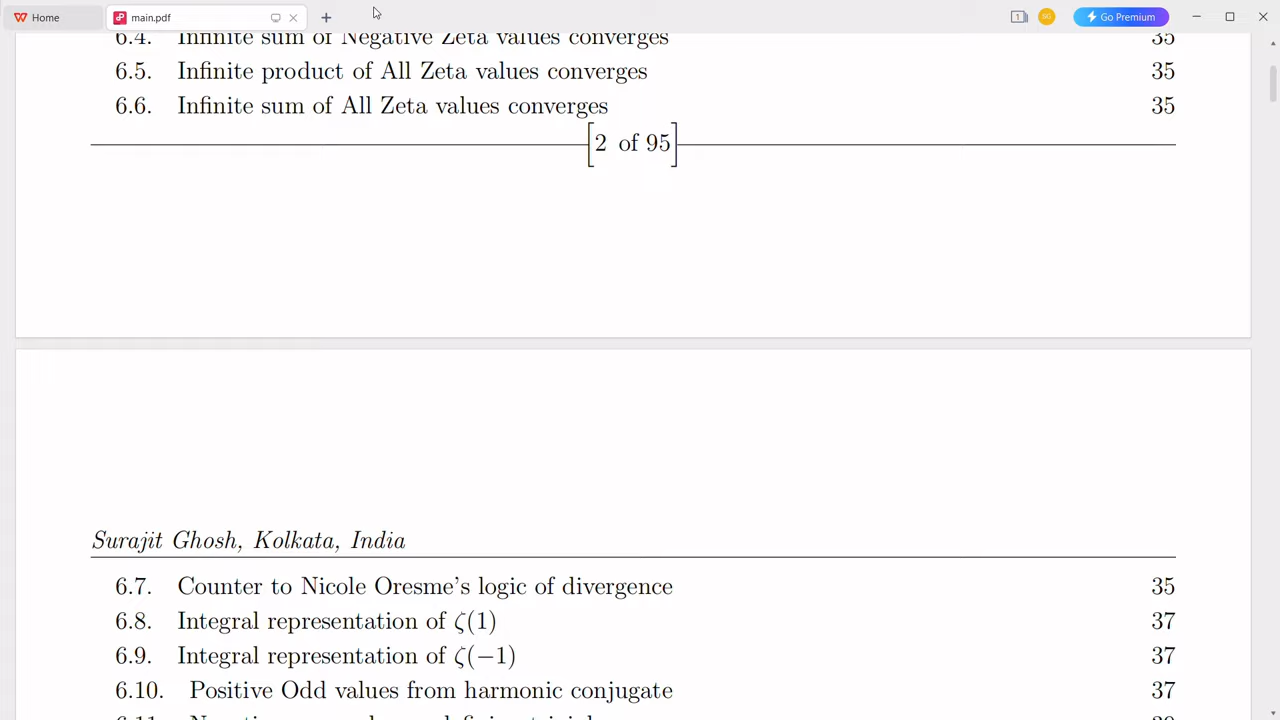 Home
main.pdf
1
SG
Go Premium
6.4. Infinite sum of Negative Zeta values converges 35
6.5. Infinite product of All Zeta values converges 35
6.6. Infinite sum of All Zeta values converges 35
[2 of 95]
Surajit Ghosh, Kolkata, India
6.7. Counter to Nicole Oresme's logic of divergence 35
6.8. Integral representation of ζ(1) 37
6.9. Integral representation of ζ(−1) 37
6.10. Positive Odd values from harmonic conjugate 37